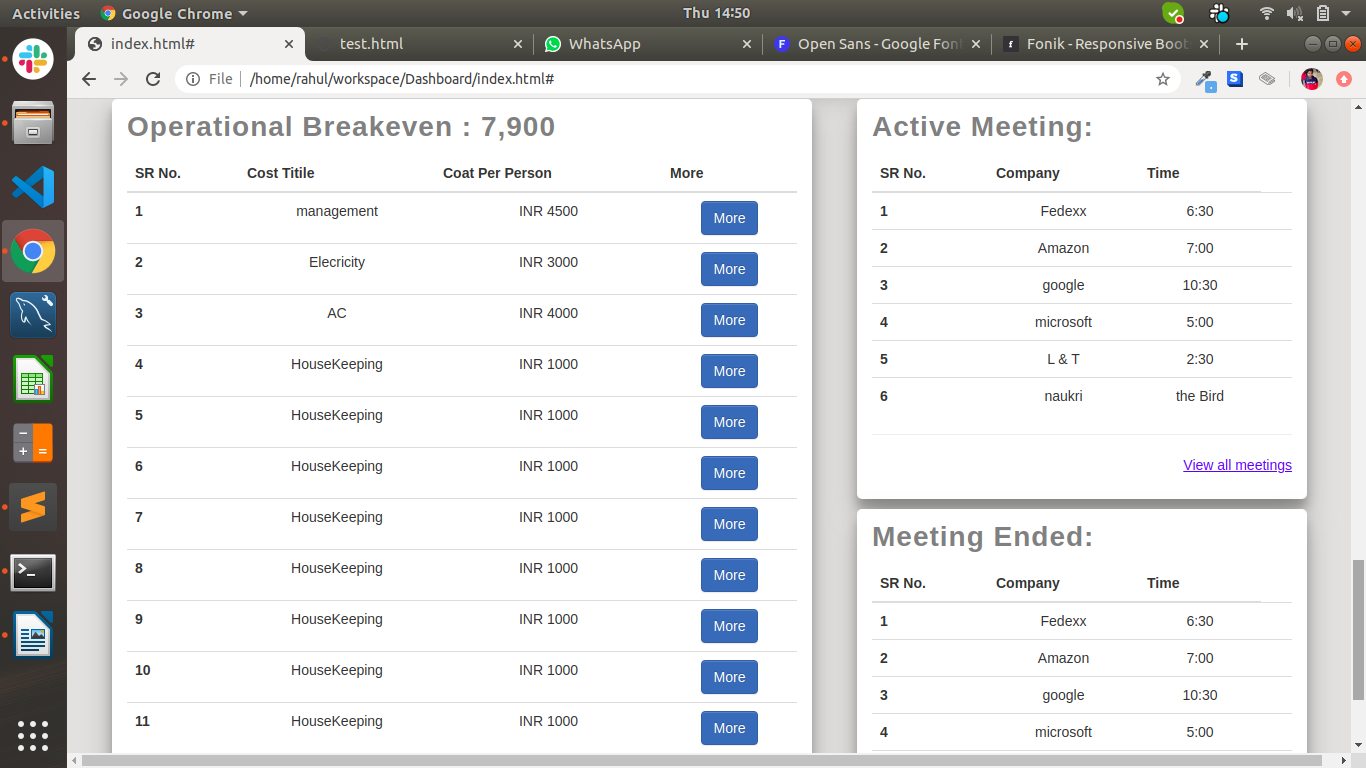 Activities Google Chrome Thu 14:50
index.html# test.html WhatsApp Open Sans - Google Fon Fonik - Responsive Boot
File /home/rahul/workspace/Dashboard/index.html#
Operational Breakeven : 7,900
SR No. Cost Titile Coat Per Person More
1 management INR 4500 More
2 Elecricity INR 3000 More
3 AC INR 4000 More
4 HouseKeeping INR 1000 More
5 HouseKeeping INR 1000 More
6 HouseKeeping INR 1000 More
7 HouseKeeping INR 1000 More
8 HouseKeeping INR 1000 More
9 HouseKeeping INR 1000 More
10 HouseKeeping INR 1000 More
11 HouseKeeping INR 1000 More
Active Meeting:
SR No. Company Time
1 Fedexx 6:30
2 Amazon 7:00
3 google 10:30
4 microsoft 5:00
5 L & T 2:30
6 naukri the Bird
View all meetings
Meeting Ended:
SR No. Company Time
1 Fedexx 6:30
2 Amazon 7:00
3 google 10:30
4 microsoft 5:00